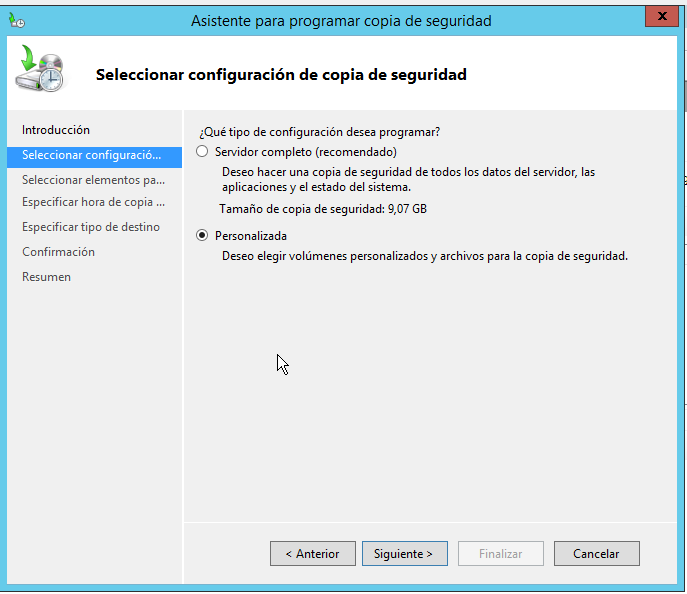 Asistente para programar copia de seguridad
x
Seleccionar configuración de copia de seguridad
Introducción
Seleccionar configuració...
Seleccionar elementos pa...
Especificar hora de copia ...
Especificar tipo de destino
Confirmación
Resumen
¿Qué tipo de configuración desea programar?
Servidor completo (recomendado)
Deseo hacer una copia de seguridad de todos los datos del servidor, las
aplicaciones y el estado del sistema.
Tamaño de copia de seguridad: 9,07 GB
Personalizada
Deseo elegir volúmenes personalizados y archivos para la copia de seguridad.
< Anterior
Siguiente >
Finalizar
Cancelar